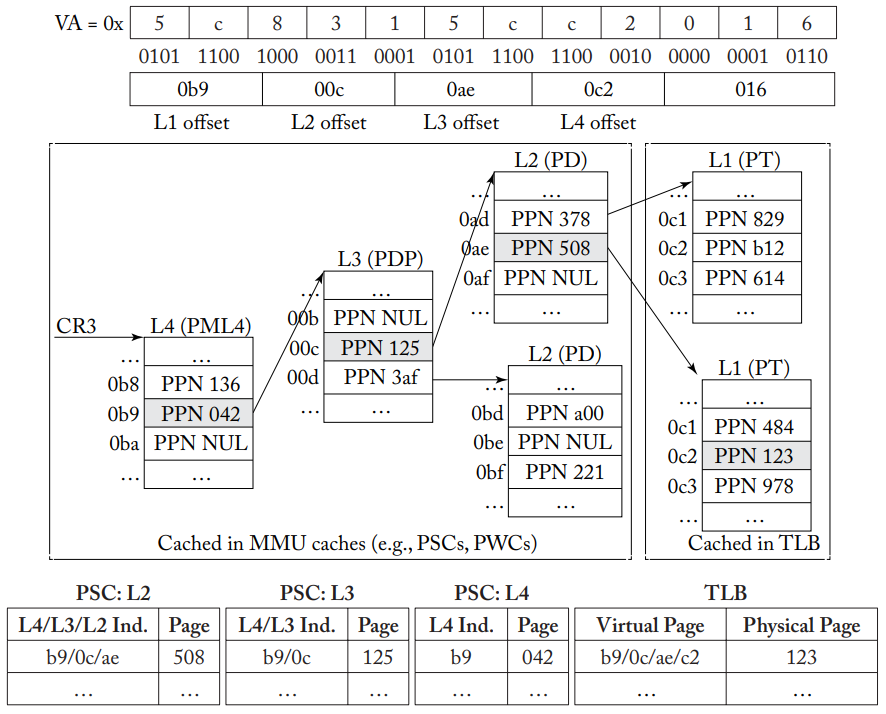 VA = 0x 5 c 8 3 1 5 c c 2 0 1 6
0101 1100 1000 0011 0001 0101 1100 1100 0010 0000 0001 0110
0b9 00c 0ae 0c2 016
L1 offset L2 offset L3 offset L4 offset
CR3
L4 (PML4)
... ...
0b8 PPN 136
0b9 PPN 042
0ba PPN NUL
... ...
L3 (PDP)
... ...
00b PPN NUL
00c PPN 125
00d PPN 3af
... ...
L2 (PD)
... ...
0ad PPN 378
0ae PPN 508
0af PPN NUL
... ...
L2 (PD)
... ...
0bd PPN a00
0be PPN NUL
0bf PPN 221
... ...
Cached in MMU caches (e.g., PSCs, PWCs)
L1 (PT)
... ...
0c1 PPN 829
0c2 PPN b12
0c3 PPN 614
... ...
L1 (PT)
... ...
0c1 PPN 484
0c2 PPN 123
0c3 PPN 978
... ...
Cached in TLB
PSC: L2
L4/L3/L2 Ind. Page
b9/0c/ae 508
... ...
PSC: L3
L4/L3 Ind. Page
b9/0c 125
... ...
PSC: L4
L4 Ind. Page
b9 042
... ...
TLB
Virtual Page Physical Page
b9/0c/ae/c2 123
... ...